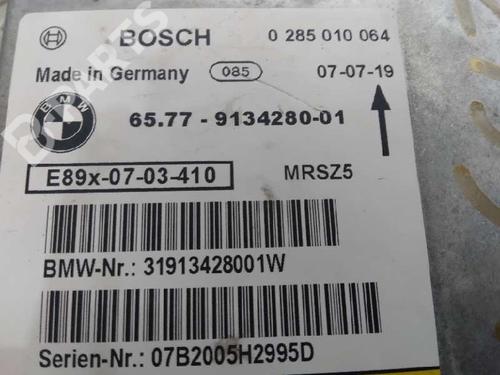 BOSCH 0 285 010 064
Made in Germany 085 07-07-19
BMW 65.77 - 9134280-01
E89x-07-03-410 MRSZ5
BMW-Nr.: 31913428001W
Serien-Nr.: 07B2005H2995D